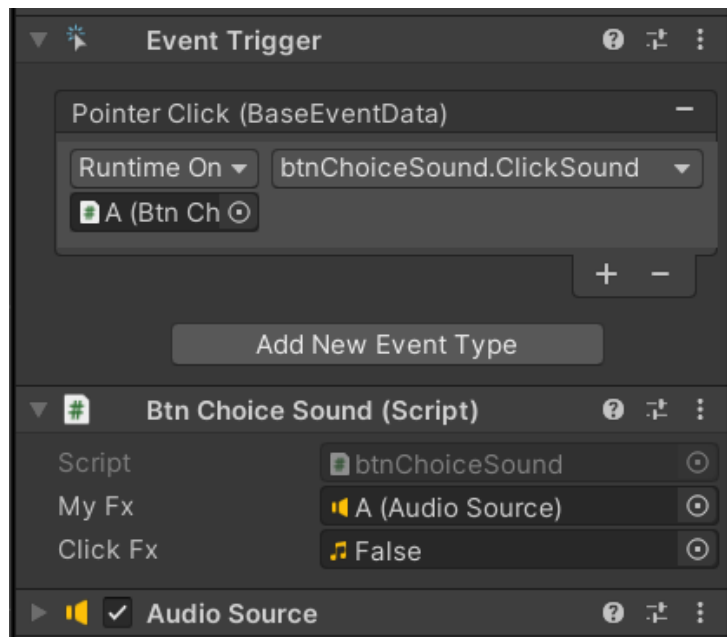 Event Trigger
Pointer Click (BaseEventData)
Runtime On btnChoiceSound.ClickSound
A (Btn Ch
Add New Event Type
Btn Choice Sound (Script)
Script btnChoiceSound
My Fx A (Audio Source)
Click Fx False
Audio Source